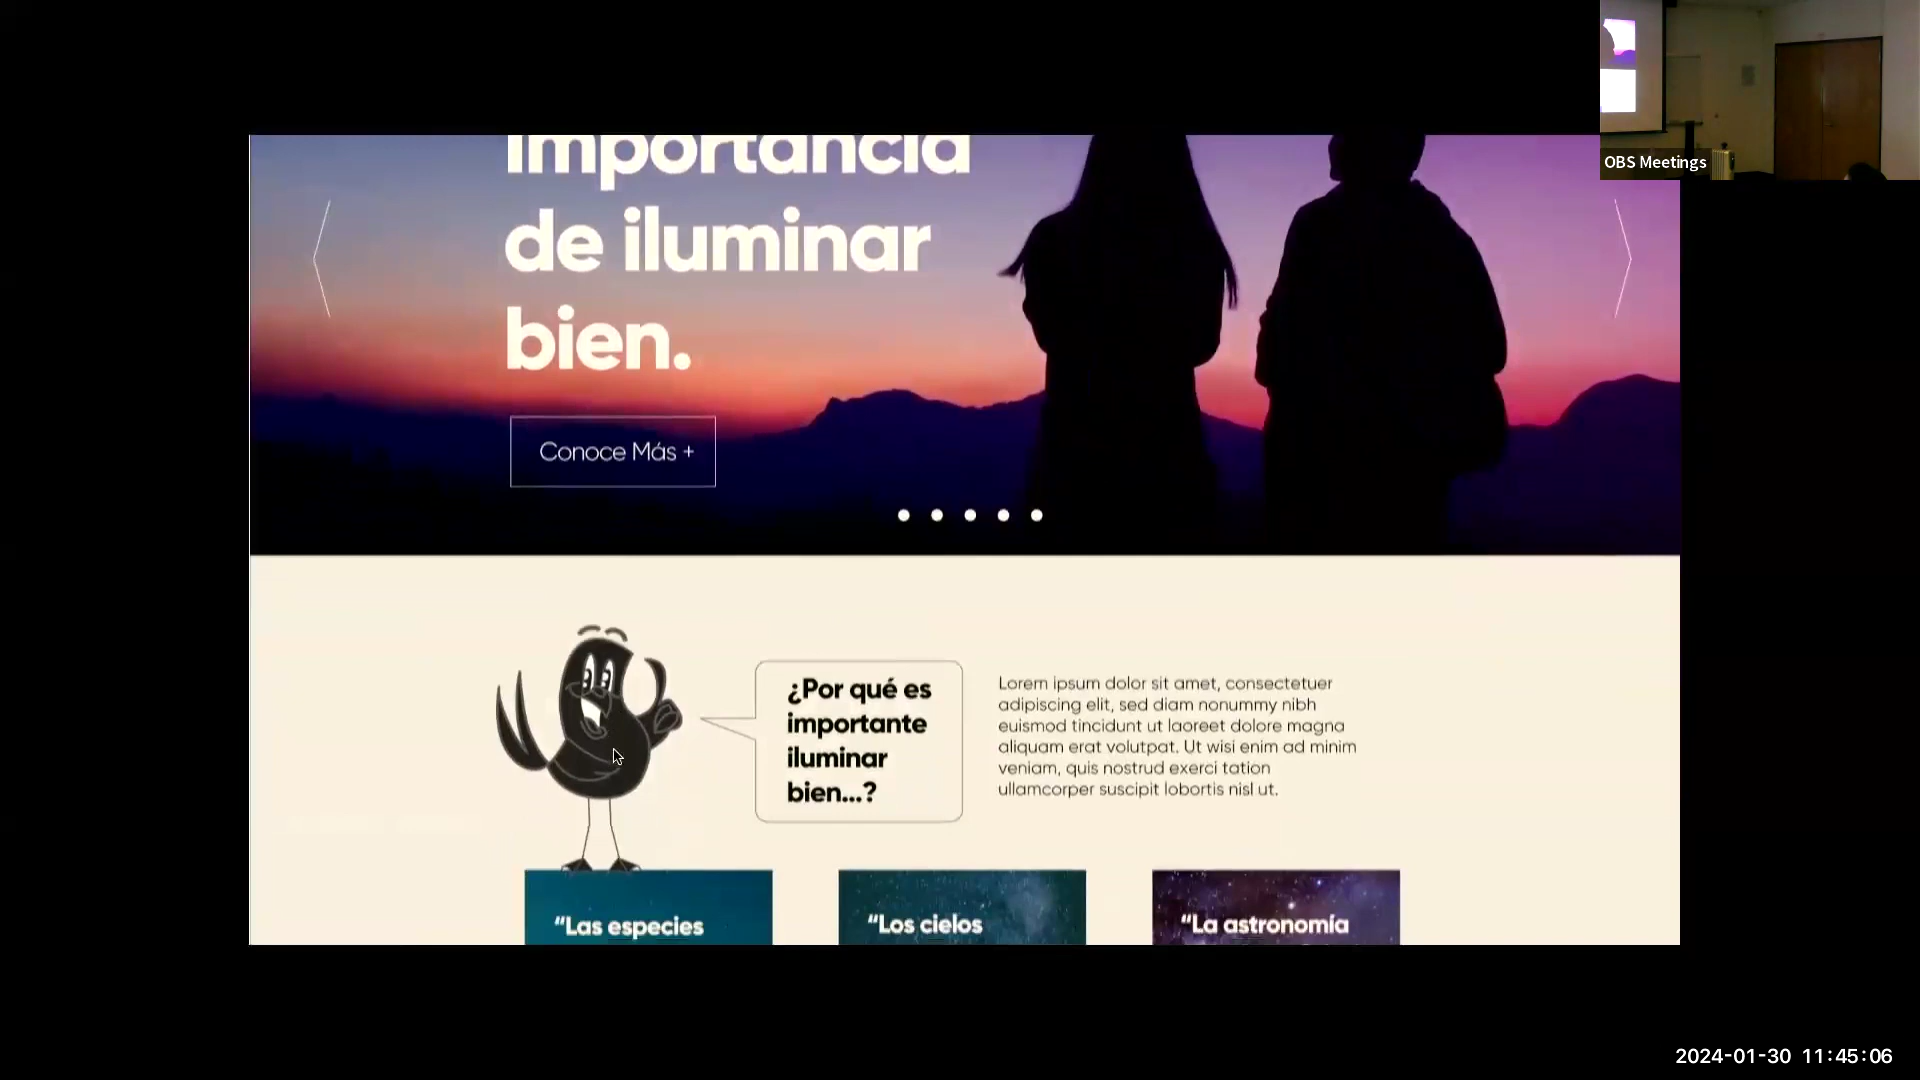 importancia
de iluminar
bien.
Conoce Más +
OBS Meetings
¿Por qué es
importante
iluminar
bien...?
Lorem ipsum dolor sit amet, consectetuer
adipiscing elit, sed diam nonummy nibh
euismod tincidunt ut laoreet dolore magna
aliquam erat volutpat. Ut wisi enim ad minim
veniam, quis nostrud exerci tation
ullamcorper suscipit lobortis nisl ut.
“Las especies
“Los cielos
“La astronomía
2024-01-30 11:45:06